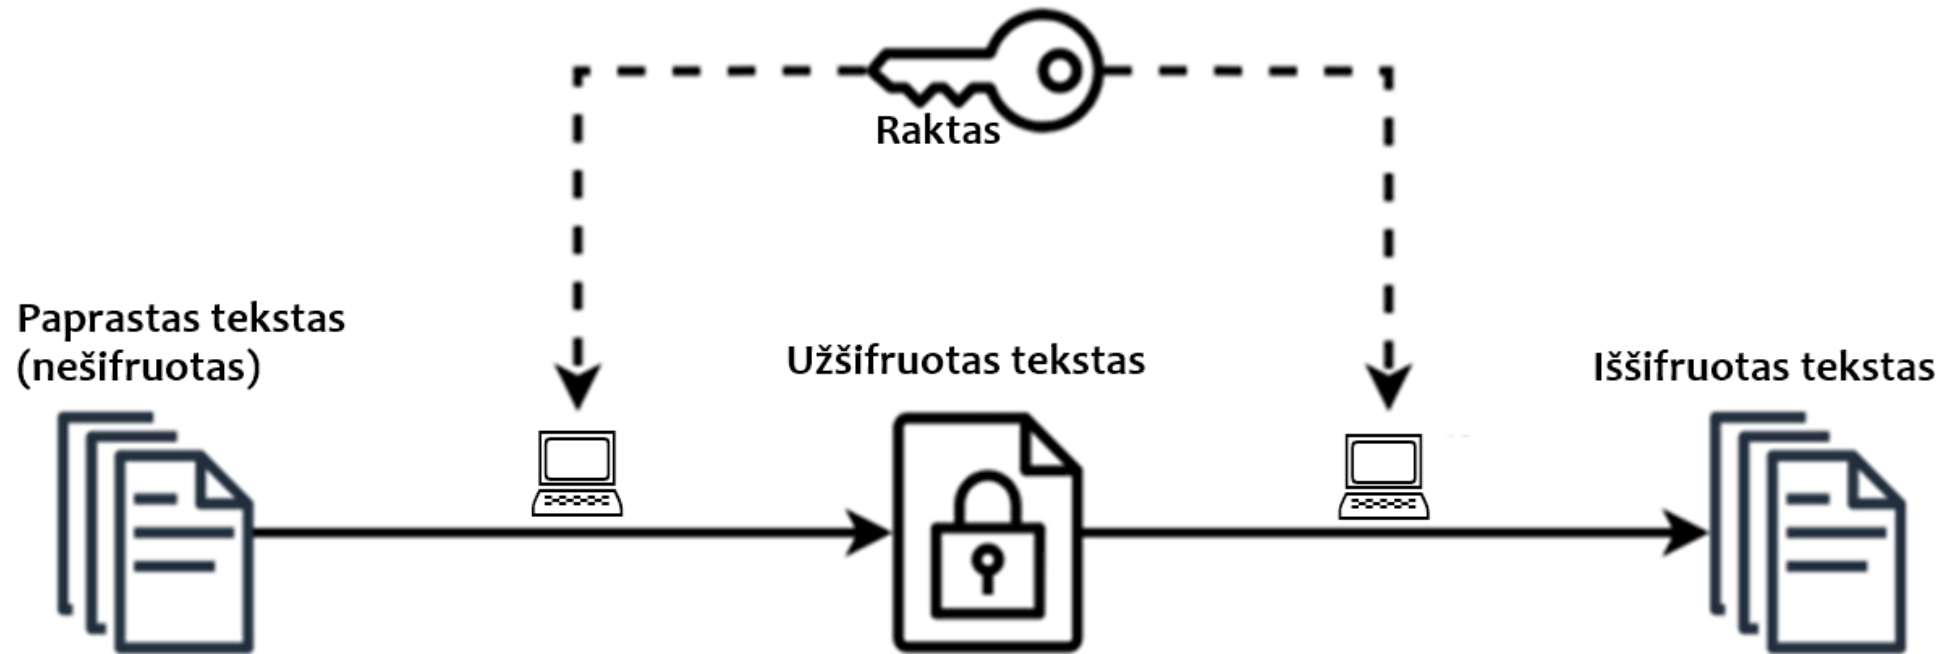 Raktas
Paprastas tekstas
(nešifruotas)
Užšifruotas tekstas
Iššifruotas tekstas